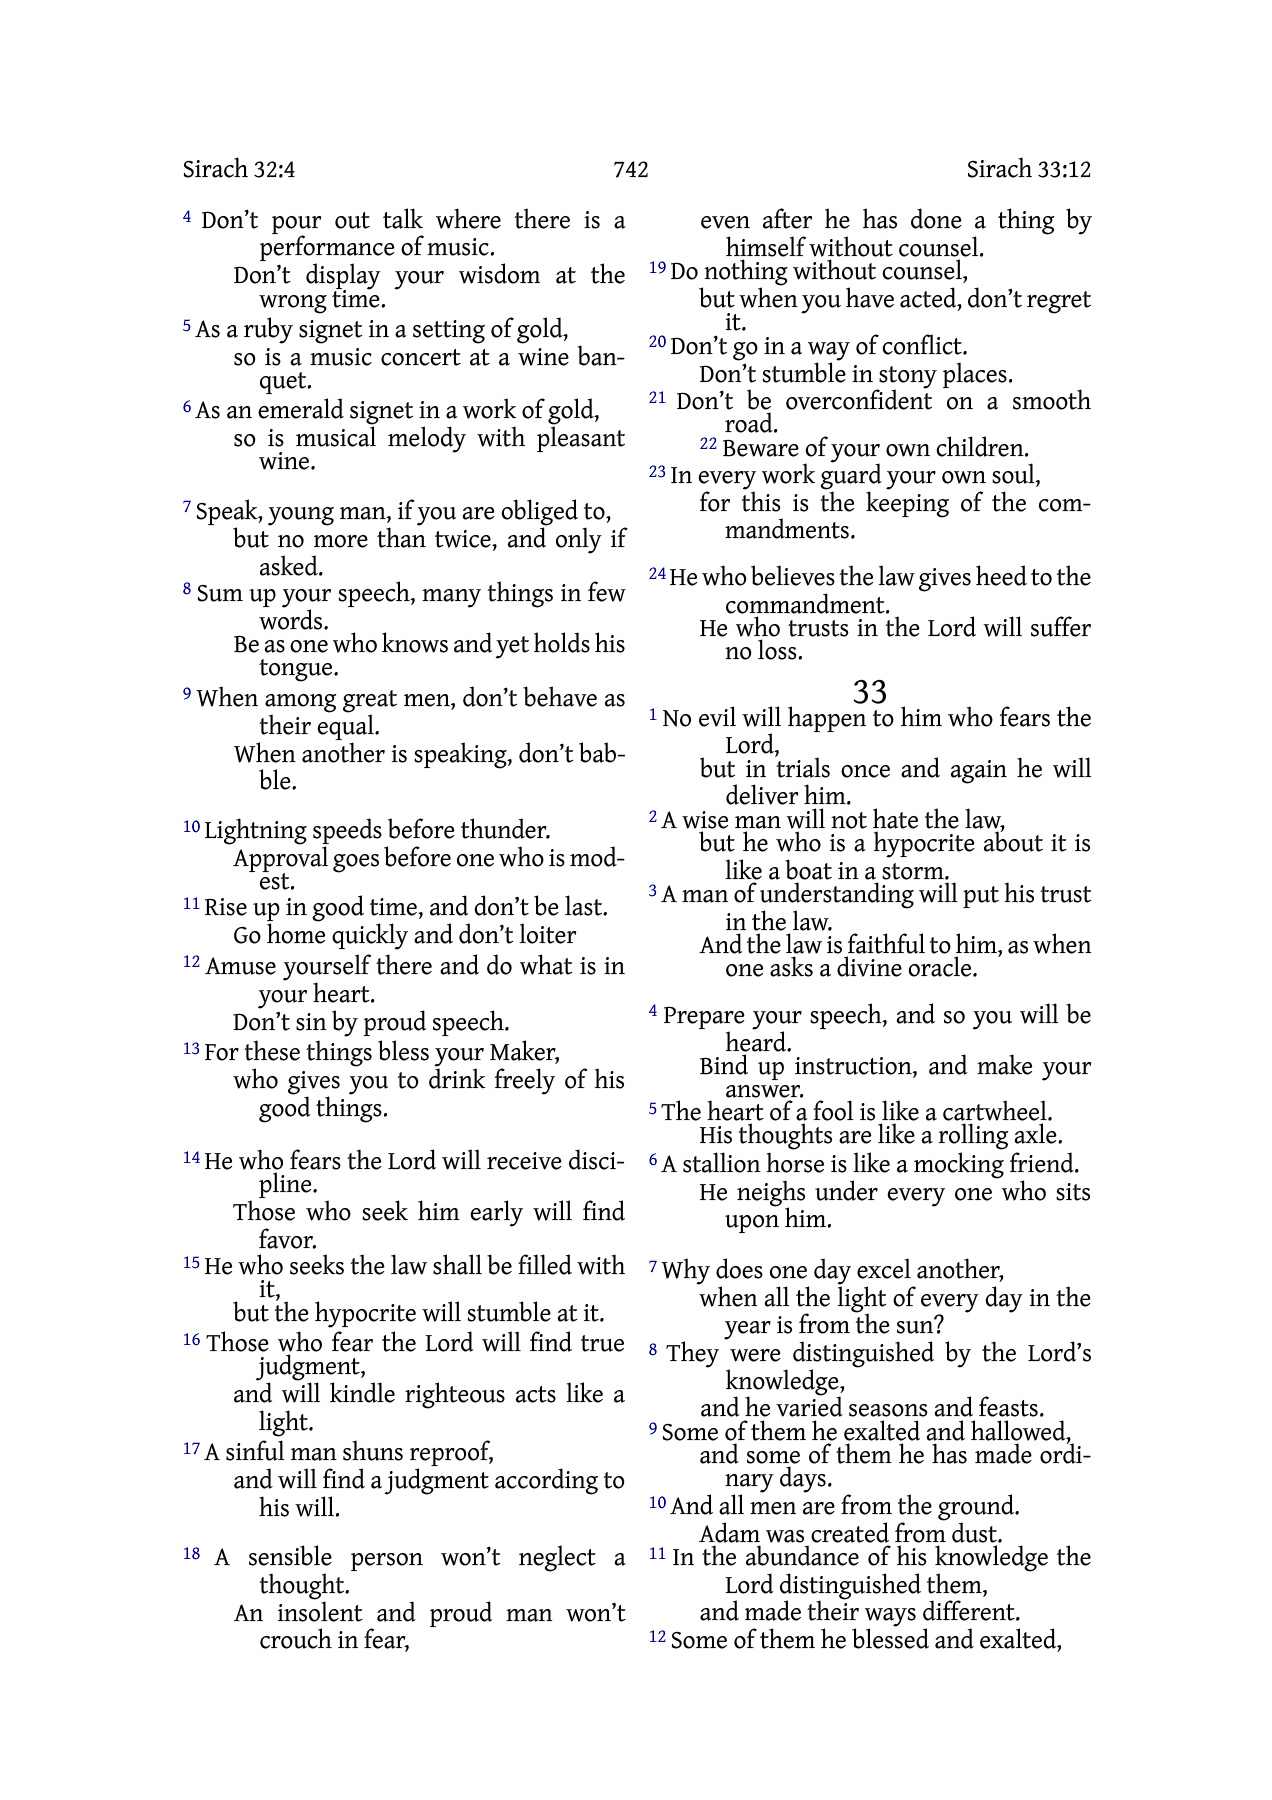 Sirach 32:4 742 Sirach 33:12
4 Don’t pour out talk where there is a
performance of music.
Don’t display your wisdom at the
wrong time.
5 As a ruby signet in a setting of gold,
so is a music concert at a wine ban-
quet.
6 As an emerald signet in a work of gold,
so is musical melody with pleasant
wine.
7 Speak, young man, if you are obliged to,
but no more than twice, and only if
asked.
8 Sum up your speech, many things in few
words.
Be as one who knows and yet holds his
tongue.
9 When among great men, don’t behave as
their equal.
When another is speaking, don’t bab-
ble.
10 Lightning speeds before thunder.
Approval goes before one who is mod-
est.
11 Rise up in good time, and don’t be last.
Go home quickly and don’t loiter
12 Amuse yourself there and do what is in
your heart.
Don’t sin by proud speech.
13 For these things bless your Maker,
who gives you to drink freely of his
good things.
14 He who fears the Lord will receive disci-
pline.
Those who seek him early will find
favor.
15 He who seeks the law shall be filled with
it,
but the hypocrite will stumble at it.
16 Those who fear the Lord will find true
judgment,
and will kindle righteous acts like a
light.
17 A sinful man shuns reproof,
and will find a judgment according to
his will.
18 A sensible person won’t neglect a
thought.
An insolent and proud man won’t
crouch in fear,
even after he has done a thing by
himself without counsel.
19 Do nothing without counsel,
but when you have acted, don’t regret
it.
20 Don’t go in a way of conflict.
Don’t stumble in stony places.
21 Don’t be overconfident on a smooth
road.
22 Beware of your own children.
23 In every work guard your own soul,
for this is the keeping of the com-
mandments.
24 He who believes the law gives heed to the
commandment.
He who trusts in the Lord will suffer
no loss.
33
1 No evil will happen to him who fears the
Lord,
but in trials once and again he will
deliver him.
2 A wise man will not hate the law,
but he who is a hypocrite about it is
like a boat in a storm.
3 A man of understanding will put his trust
in the law.
And the law is faithful to him, as when
one asks a divine oracle.
4 Prepare your speech, and so you will be
heard.
Bind up instruction, and make your
answer.
5 The heart of a fool is like a cartwheel.
His thoughts are like a rolling axle.
6 A stallion horse is like a mocking friend.
He neighs under every one who sits
upon him.
7 Why does one day excel another,
when all the light of every day in the
year is from the sun?
8 They were distinguished by the Lord’s
knowledge,
and he varied seasons and feasts.
9 Some of them he exalted and hallowed,
and some of them he has made ordi-
nary days.
10 And all men are from the ground.
Adam was created from dust.
11 In the abundance of his knowledge the
Lord distinguished them,
and made their ways different.
12 Some of them he blessed and exalted,